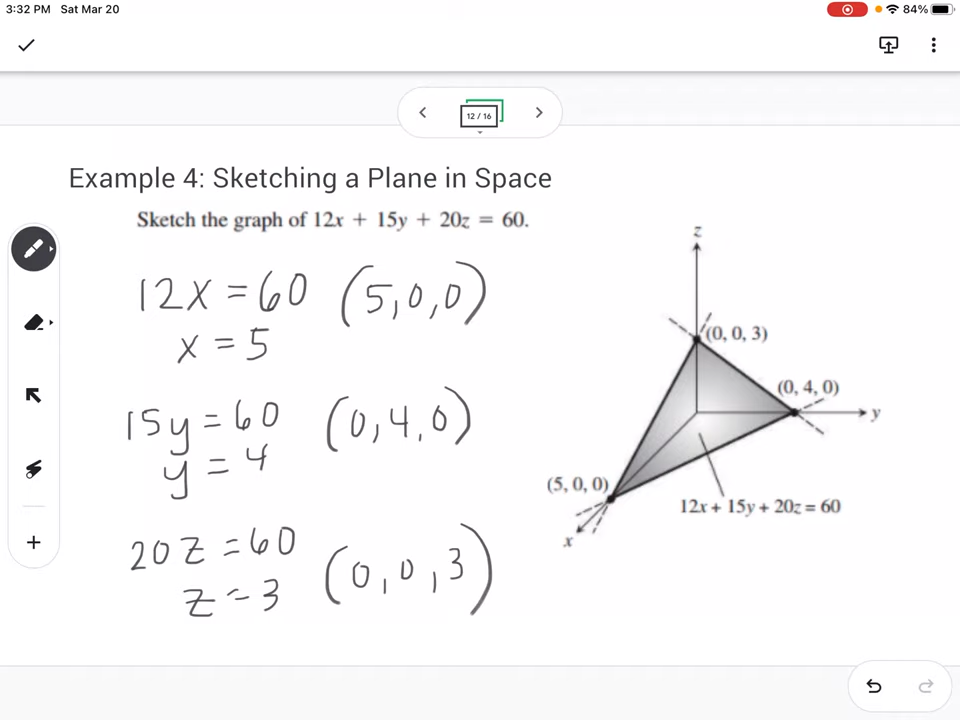 3:32 PM Sat Mar 20
84%
12 / 16
Example 4: Sketching a Plane in Space
Sketch the graph of 12x + 15y + 20z = 60.
12x = 60 (5,0,0)
x = 5
15y = 60 (0,4,0)
y = 4
20z = 60 (0,0,3)
z = 3
z
(0, 0, 3)
(0, 4, 0)
y
(5, 0, 0)
12x + 15y + 20z = 60
x